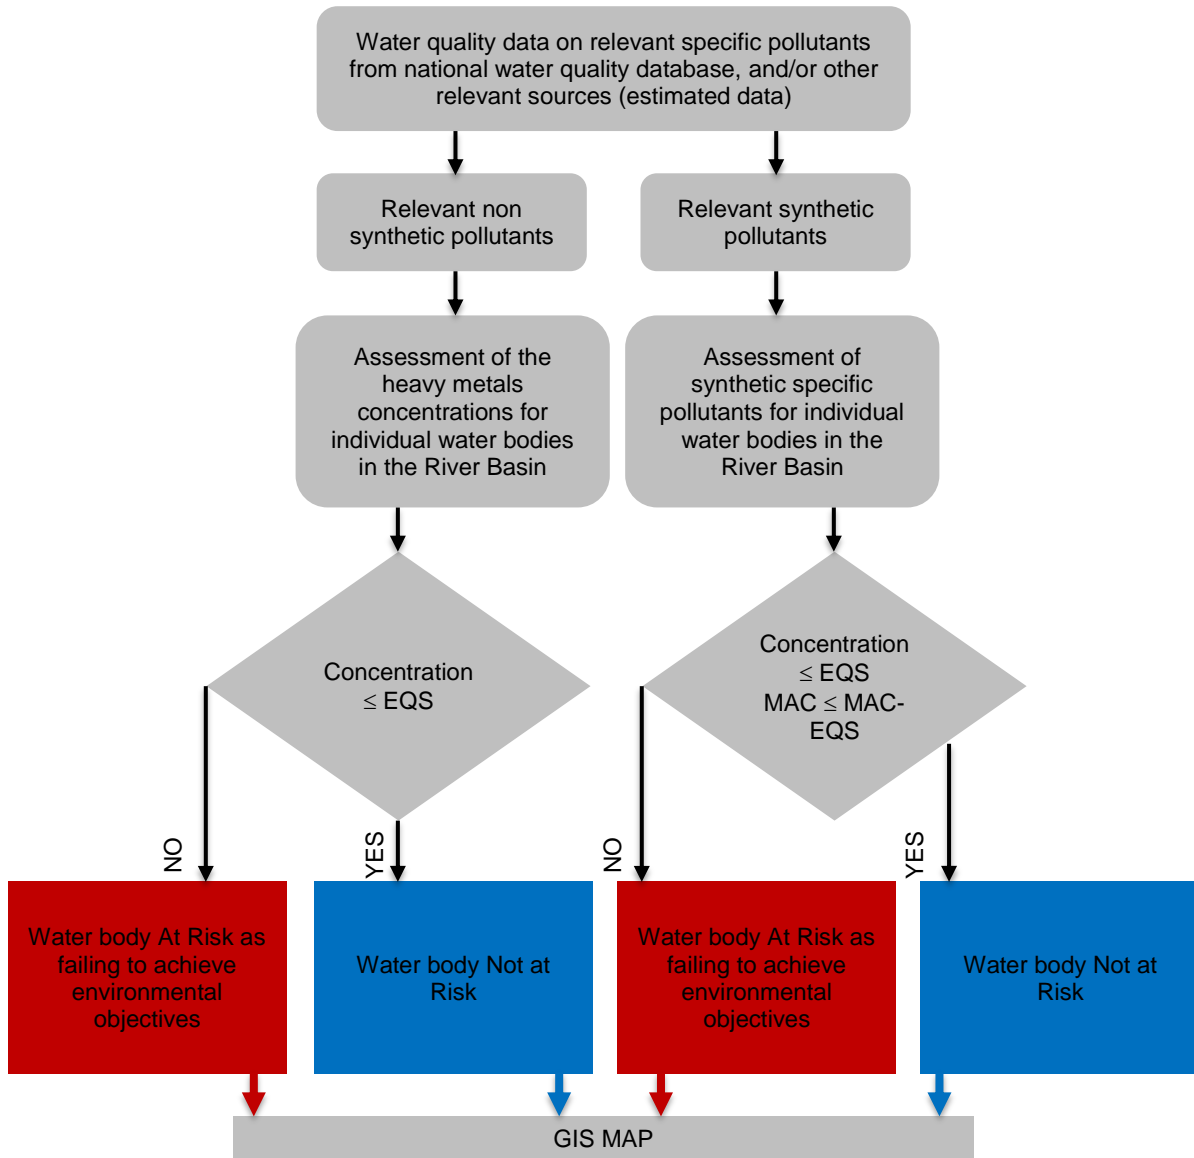 Water quality data on relevant specific pollutants
from national water quality database, and/or other
relevant sources (estimated data)
Relevant non
synthetic pollutants
Relevant synthetic
pollutants
Assessment of the
heavy metals
concentrations for
individual water bodies
in the River Basin
Assessment of
synthetic specific
pollutants for individual
water bodies in the
River Basin
Concentration
≤ EQS
Concentration
≤ EQS
MAC ≤ MAC-
EQS
NO
YES
NO
YES
Water body At Risk as
failing to achieve
environmental
objectives
Water body Not at
Risk
Water body At Risk as
failing to achieve
environmental
objectives
Water body Not at
Risk
GIS MAP